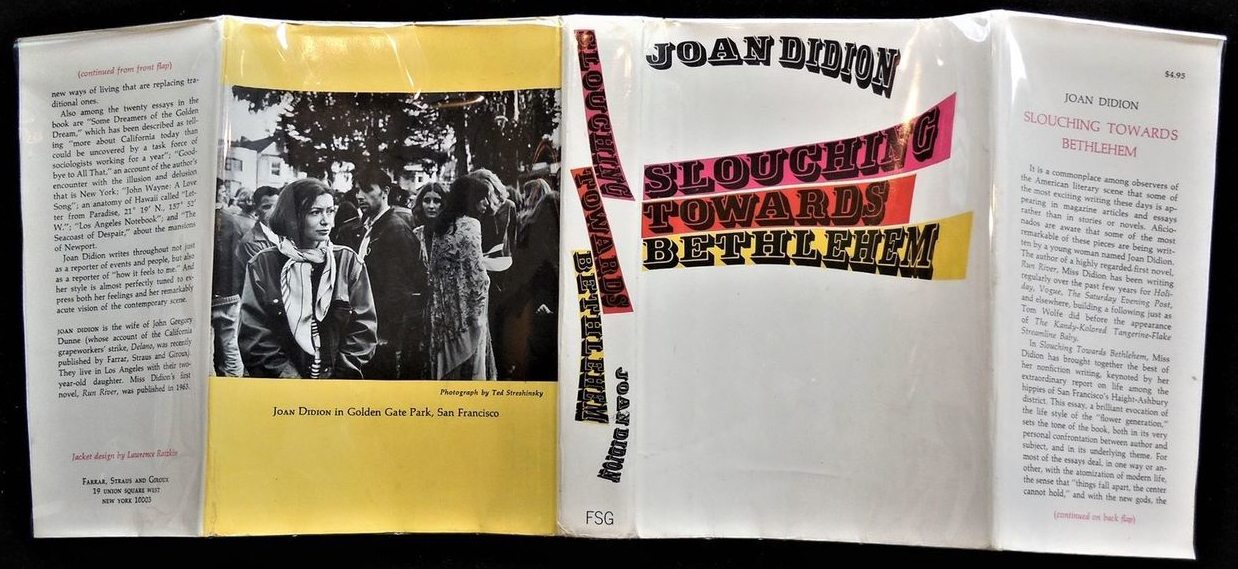 (continued from front flap)
new ways of living that are replacing tra-
ditional ones.
Also among the twenty essays in the
book are "Some Dreamers of the Golden
Dream," which has been described as tell-
ing "more about California today than
could be uncovered by a task force of
sociologists working for a year"; "Good-
bye to All That," an account of the author's
encounter with the illusion and delusion
that is New York; "John Wayne: A Love
Song"; an anatomy of Hawaii called "Let-
ter from Paradise, 21° 19' N., 157° 52'
W."; "Los Angeles Notebook"; and "The
Seacoast of Despair," about the mansions
of Newport.
Joan Didion writes throughout not just
as a reporter of events and people, but also
as a reporter of "how it feels to me." And
her style is almost perfectly tuned to ex-
press both her feelings and her remarkably
acute vision of the contemporary scene.
JOAN DIDION is the wife of John Gregory
Dunne (whose account of the California
grapeworkers' strike, Delano, was recently
published by Farrar, Straus and Giroux).
They live in Los Angeles with their two-
year-old daughter. Miss Didion's first
novel, Run River, was published in 1963.
Jacket design by Lawrence Ratzkin
FARRAR, STRAUS AND GIROUX
19 UNION SQUARE WEST
NEW YORK 10003
Photograph by Ted Streshinsky
JOAN DIDION in Golden Gate Park, San Francisco
SLOUCHING
TOWARDS
BETHLEHEM
JOAN DIDION
FSG
JOAN DIDION
SLOUCHING
TOWARDS
BETHLEHEM
$4.95
JOAN DIDION
SLOUCHING TOWARDS
BETHLEHEM
It is a commonplace among observers of
the American literary scene that some of
the most exciting writing these days is ap-
pearing in magazine articles and essays
rather than in stories or novels. Aficio-
nados are aware that some of the most
remarkable of these pieces are being writ-
ten by a young woman named Joan Didion.
The author of a highly regarded first novel,
Run River, Miss Didion has been writing
regularly over the past few years for Holi-
day, Vogue, The Saturday Evening Post,
and elsewhere, building a following just as
Tom Wolfe did before the appearance
of The Kandy-Kolored Tangerine-Flake
Streamline Baby.
In Slouching Towards Bethlehem, Miss
Didion has brought together the best of
her nonfiction writing, keynoted by her
extraordinary report on life among the
hippies of San Francisco's Haight-Ashbury
district. This essay, a brilliant evocation of
the life style of the "flower generation,"
sets the tone of the book, both in its very
personal confrontation between author and
subject, and in its underlying theme. For
most of the essays deal, in one way or an-
other, with the atomization of modern life,
the sense that "things fall apart, the center
cannot hold," and with the new gods, the
(continued on back flap)